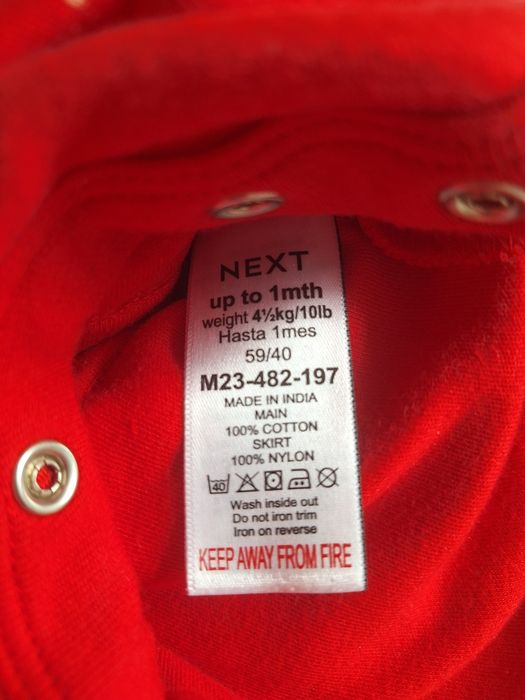 NEXT
up to 1mth
weight 4½kg/10lb
Hasta 1mes
59/40
M23-482-197
MADE IN INDIA
MAIN
100% COTTON
SKIRT
100% NYLON
40
Wash inside out
Do not iron trim
Iron on reverse
KEEP AWAY FROM FIRE